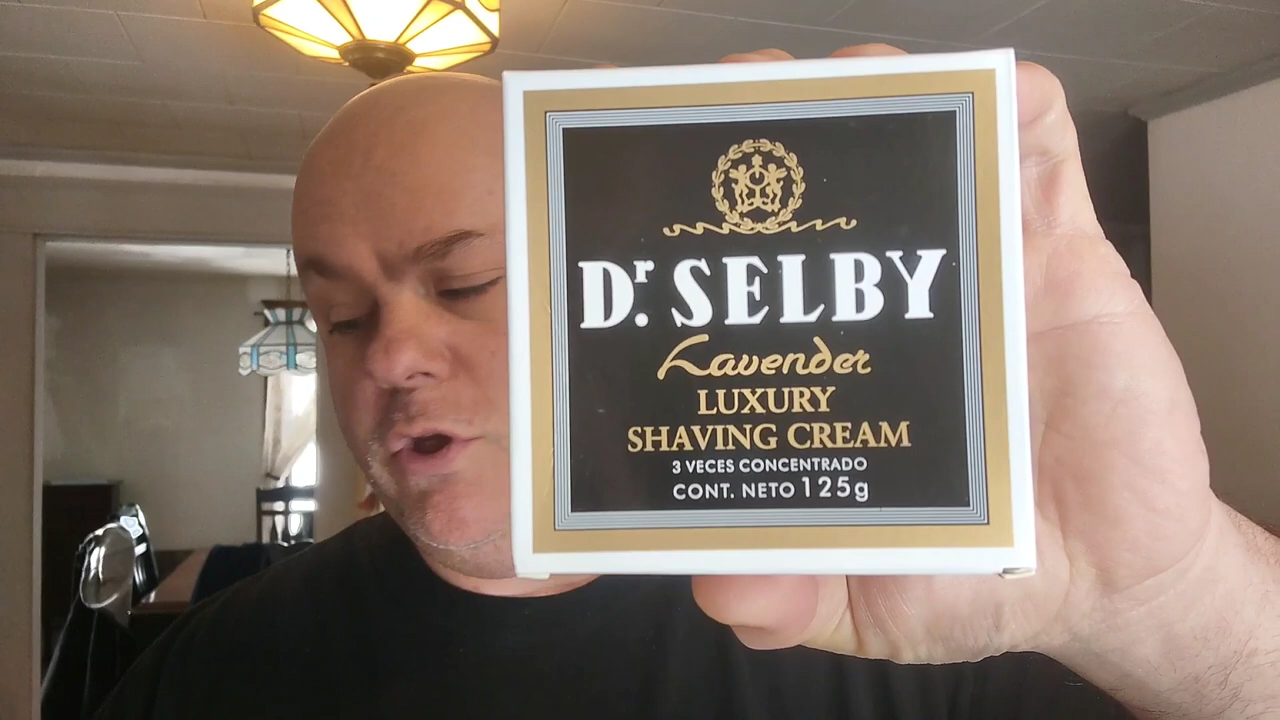 Dr. SELBY
Lavender
LUXURY
SHAVING CREAM
3 VECES CONCENTRADO
CONT. NETO 125g